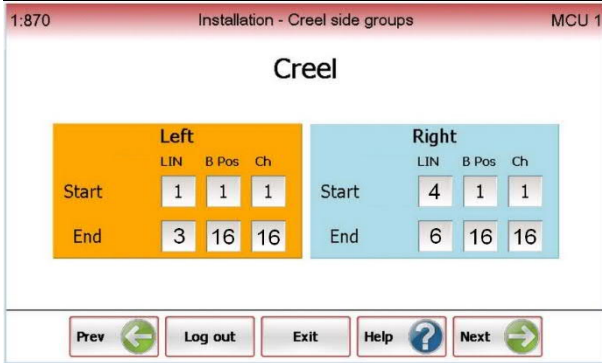 1:870 Installation - Creel side groups MCU 1
Creel
Left Right
LIN B Pos Ch LIN B Pos Ch
Start 1 1 1 Start 4 1 1
End 3 16 16 End 6 16 16
Prev Log out Exit Help ? Next